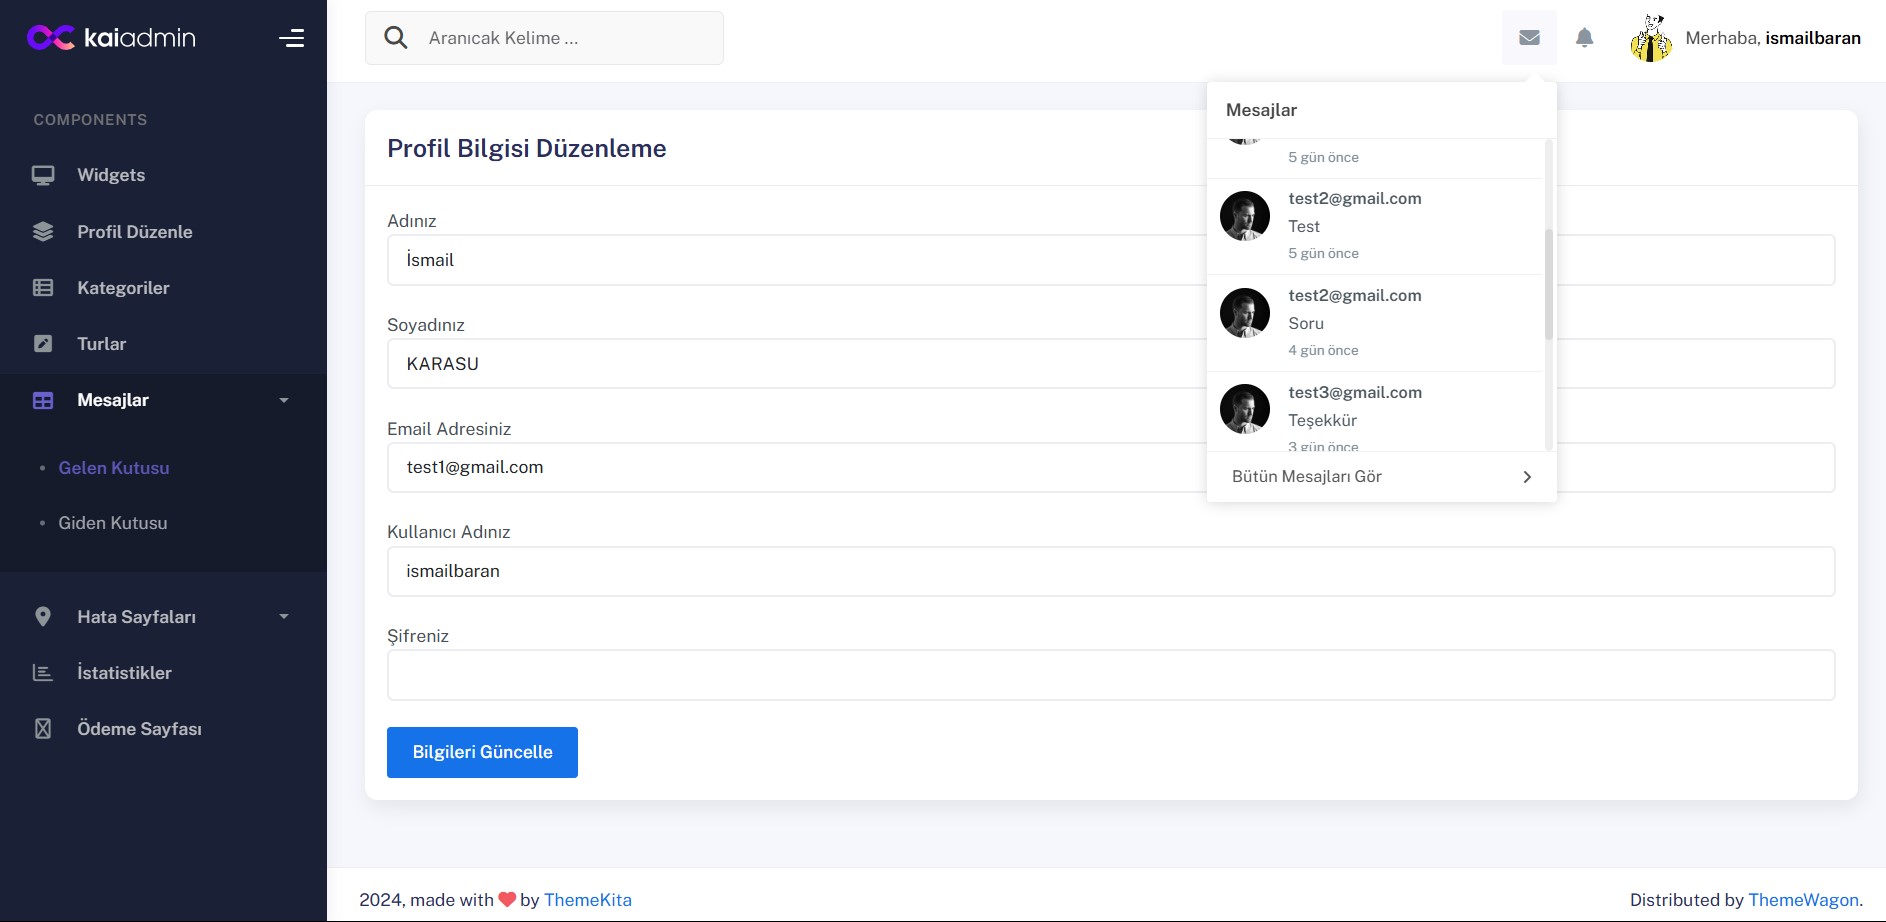 kaiadmin
COMPONENTS
Widgets
Profil Düzenle
Kategoriler
Turlar
Mesajlar
Gelen Kutusu
Giden Kutusu
Hata Sayfaları
İstatistikler
Ödeme Sayfası
Aranıcak Kelime ...
Merhaba, ismailbaran
Profil Bilgisi Düzenleme
Adınız
İsmail
Soyadınız
KARASU
Email Adresiniz
test1@gmail.com
Kullanıcı Adınız
ismailbaran
Şifreniz
Bilgileri Güncelle
Mesajlar
5 gün önce
test2@gmail.com
Test
5 gün önce
test2@gmail.com
Soru
4 gün önce
test3@gmail.com
Teşekkür
3 gün önce
Bütün Mesajları Gör
2024, made with by ThemeKita
Distributed by ThemeWagon.